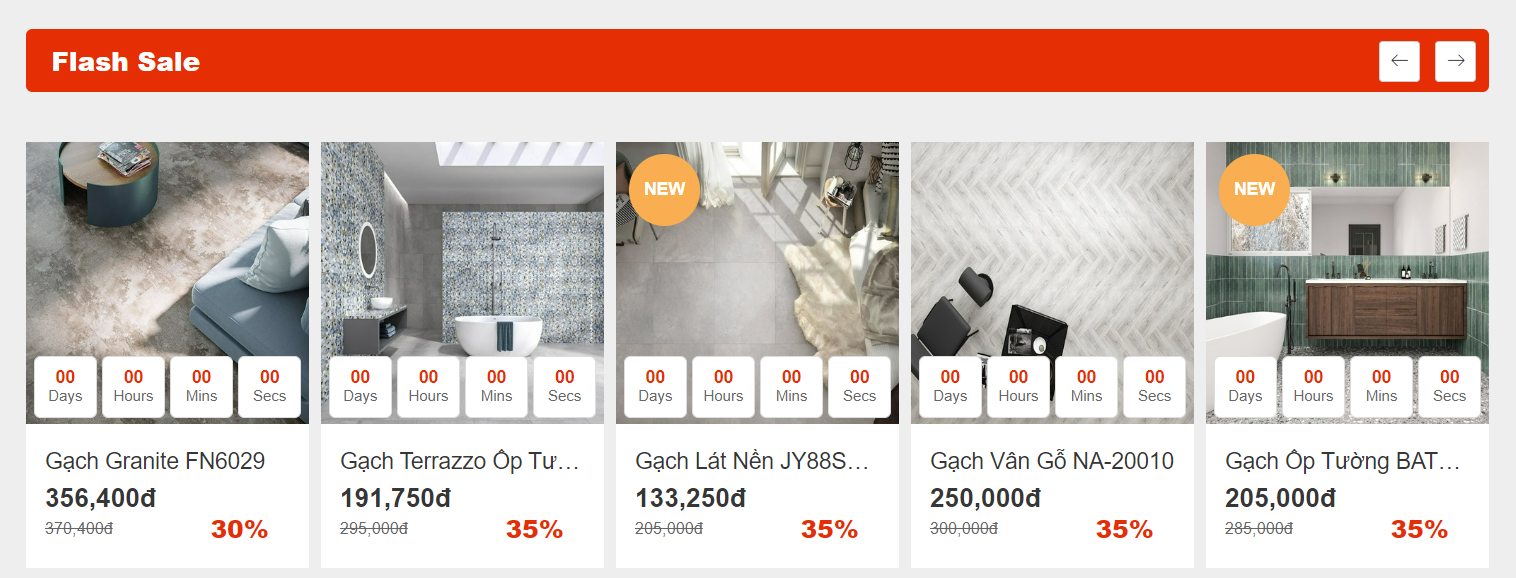 Flash Sale
NEW
NEW
00 Days 00 Hours 00 Mins 00 Secs
00 Days 00 Hours 00 Mins 00 Secs
00 Days 00 Hours 00 Mins 00 Secs
00 Days 00 Hours 00 Mins 00 Secs
00 Days 00 Hours 00 Mins 00 Secs
Gạch Granite FN6029
356,400đ
370,400đ 30%
Gạch Terrazzo Ốp Tư...
191,750đ
295,000đ 35%
Gạch Lát Nền JY88S...
133,250đ
205,000đ 35%
Gạch Vân Gỗ NA-20010
250,000đ
300,000đ 35%
Gạch Ốp Tường BAT...
205,000đ
285,000đ 35%